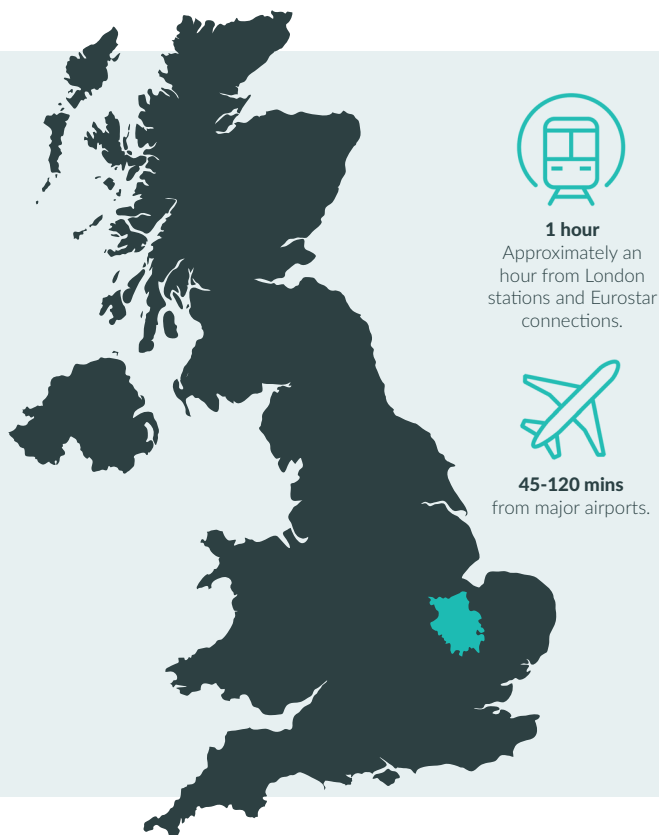 1 hour
Approximately an
hour from London
stations and Eurostar
connections.
45-120 mins
from major airports.